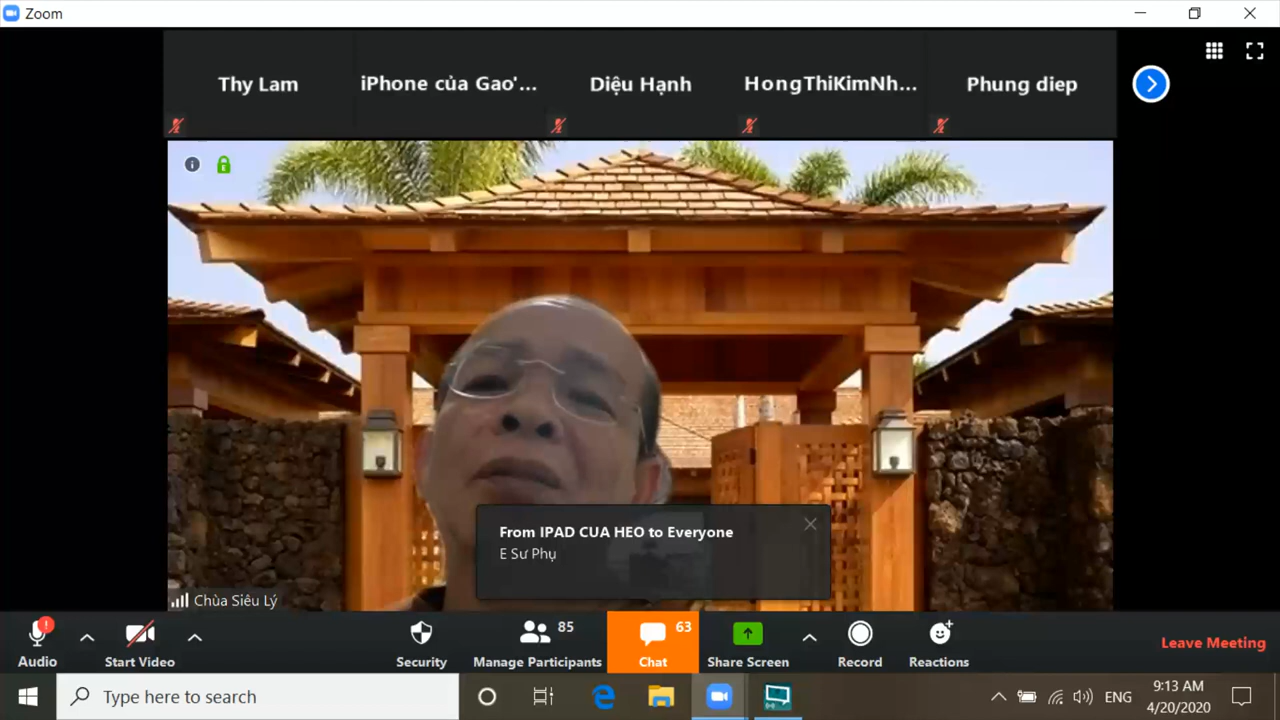 Zoom
Thy Lam
iPhone của Gao'...
Diệu Hạnh
HongThiKimNh...
Phung diep
From IPAD CUA HEO to Everyone
E Sư Phụ
Chùa Siêu Lý
85
63
Audio
Start Video
Security
Manage Participants
Chat
Share Screen
Record
Reactions
Leave Meeting
Type here to search
ENG
9:13 AM
4/20/2020